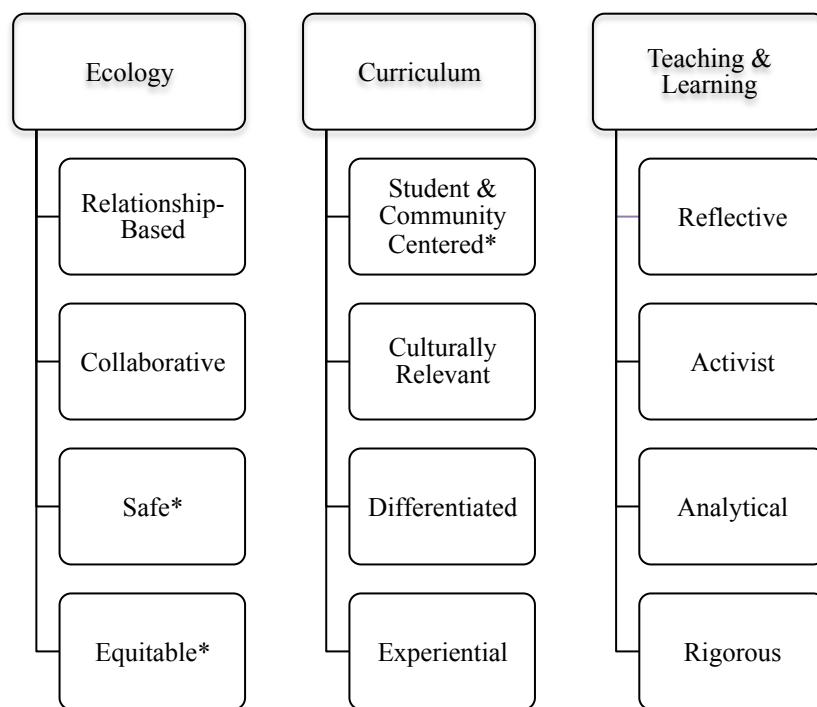 Ecology
Relationship-
Based
Collaborative
Safe*
Equitable*
Curriculum
Student &
Community
Centered*
Culturally
Relevant
Differentiated
Experiential
Teaching &
Learning
Reflective
Activist
Analytical
Rigorous